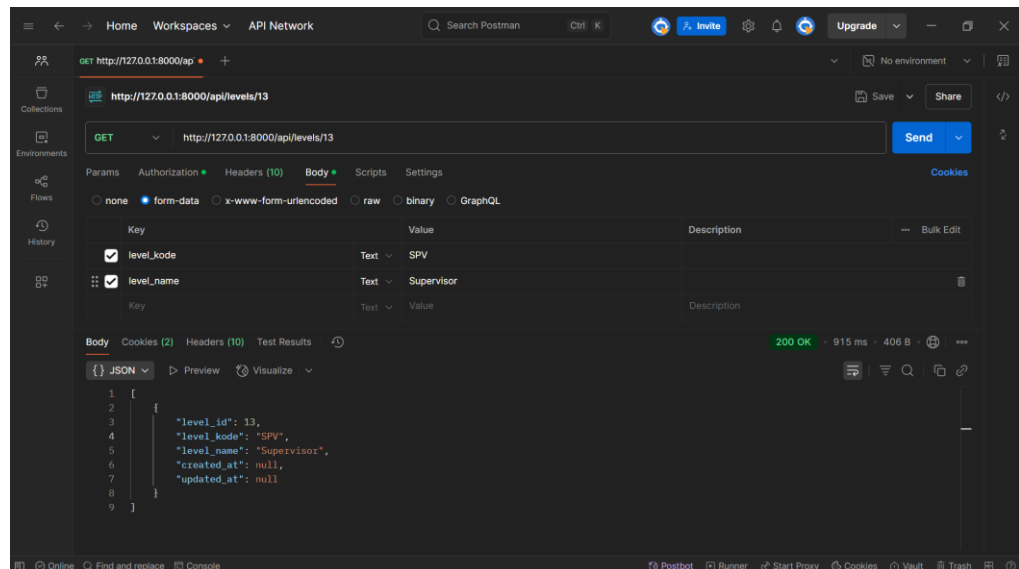 Home Workspaces API Network Search Postman Ctrl K Invite Upgrade
GET http://127.0.0.1:8000/ap No environment
http://127.0.0.1:8000/api/levels/13 Save Share
Collections
GET http://127.0.0.1:8000/api/levels/13 Send
Environments
Params Authorization Headers (10) Body Scripts Settings Cookies
none form-data x-www-form-urlencoded raw binary GraphQL
Flows
Key Value Description Bulk Edit
History
level_kode Text SPV
level_name Text Supervisor
Key Text Value Description
Body Cookies (2) Headers (10) Test Results 200 OK 915 ms 406 B
{} JSON Preview Visualize
1 [
2 {
3 "level_id": 13,
4 "level_kode": "SPV",
5 "level_name": "Supervisor",
6 "created_at": null,
7 "updated_at": null
8 }
9 ]
Online Find and replace Console Postbot Runner Start Proxy Cookies Vault Trash